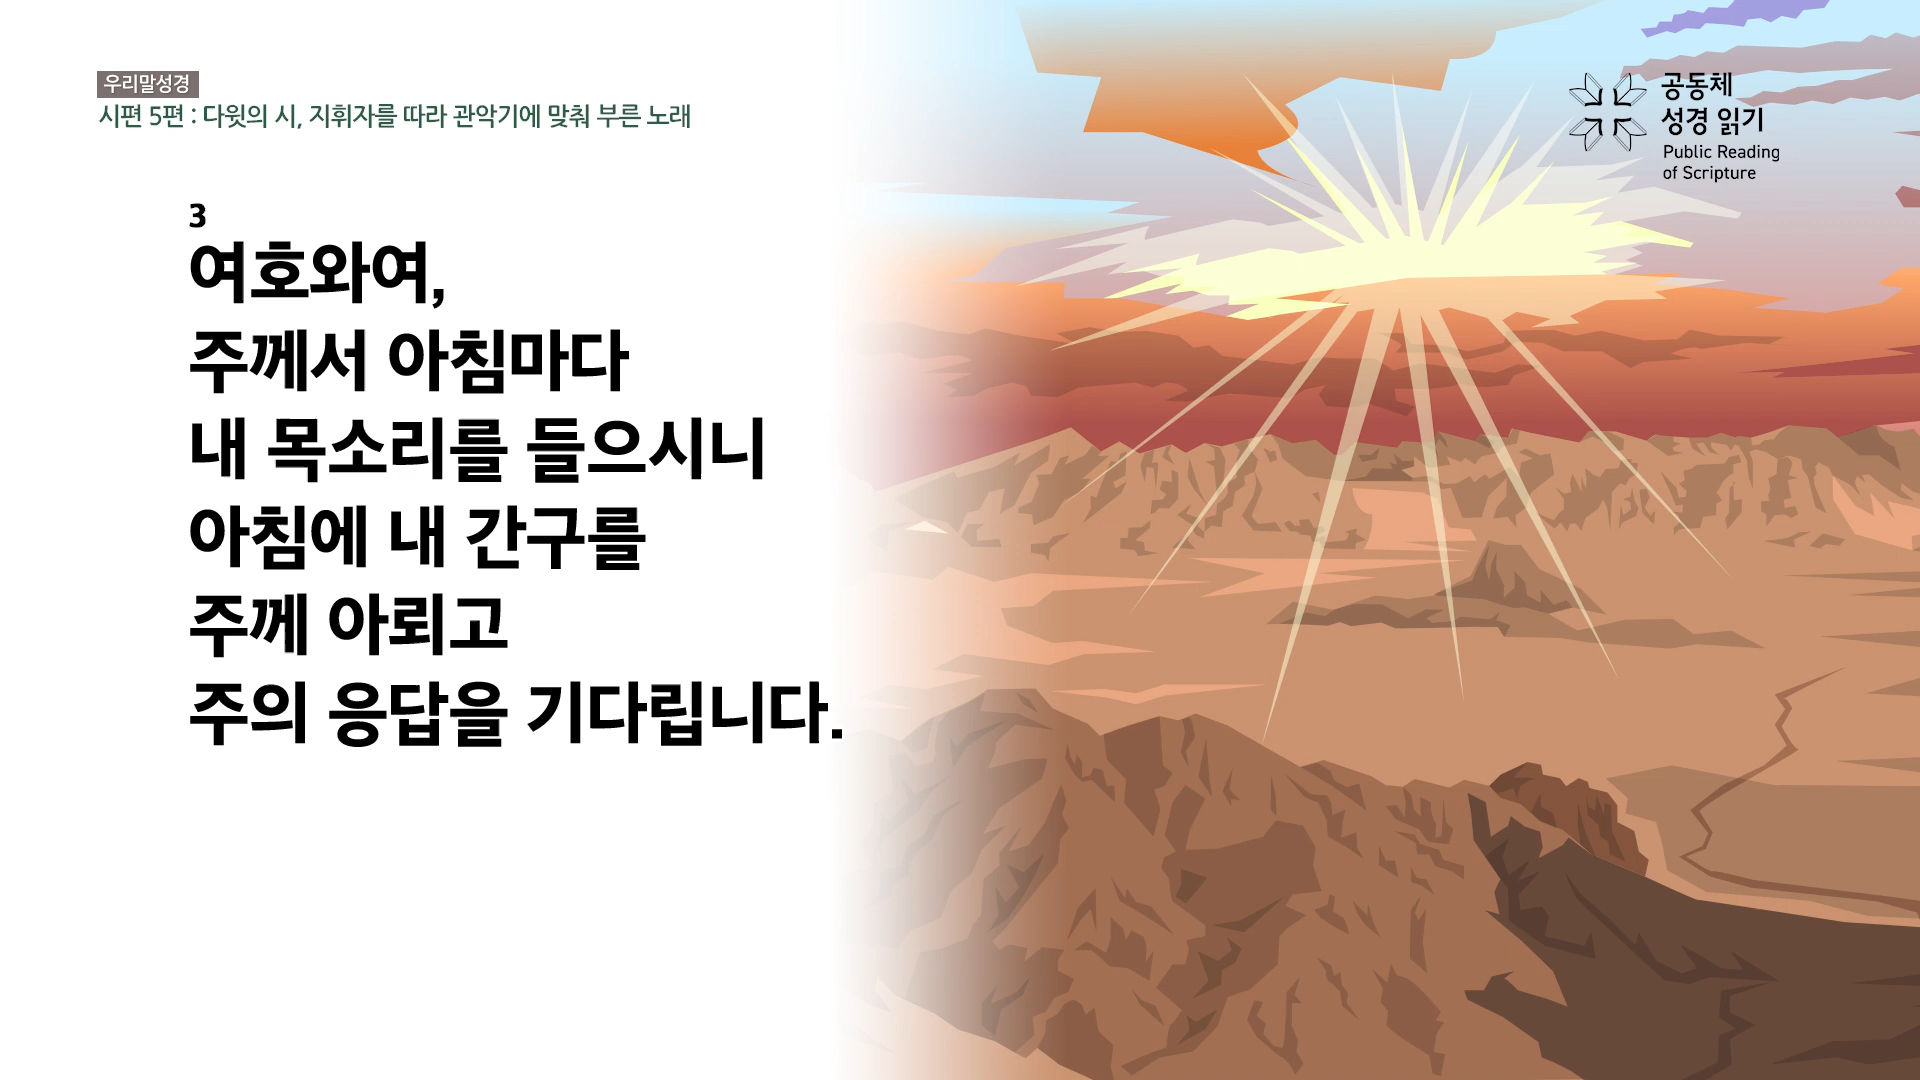 우리말성경
시편 5편 : 다윗의 시, 지휘자를 따라 관악기에 맞춰 부른 노래
공동체
성경 읽기
Public Reading
of Scripture
3
여호와여,
주께서 아침마다
내 목소리를 들으시니
아침에 내 간구를
주께 아뢰고
주의 응답을 기다립니다.